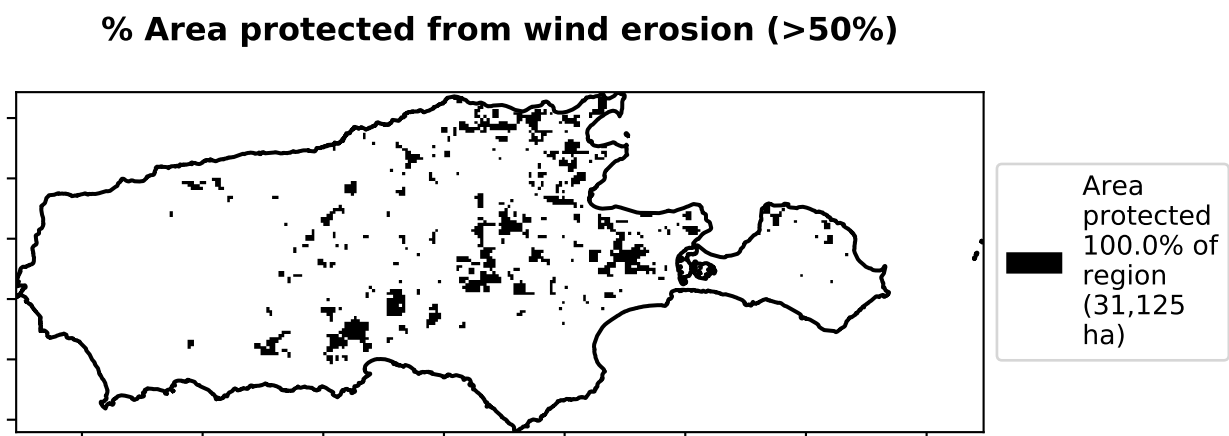 % Area protected from wind erosion (>50%)
Area
protected
100.0% of
region
(31,125
ha)